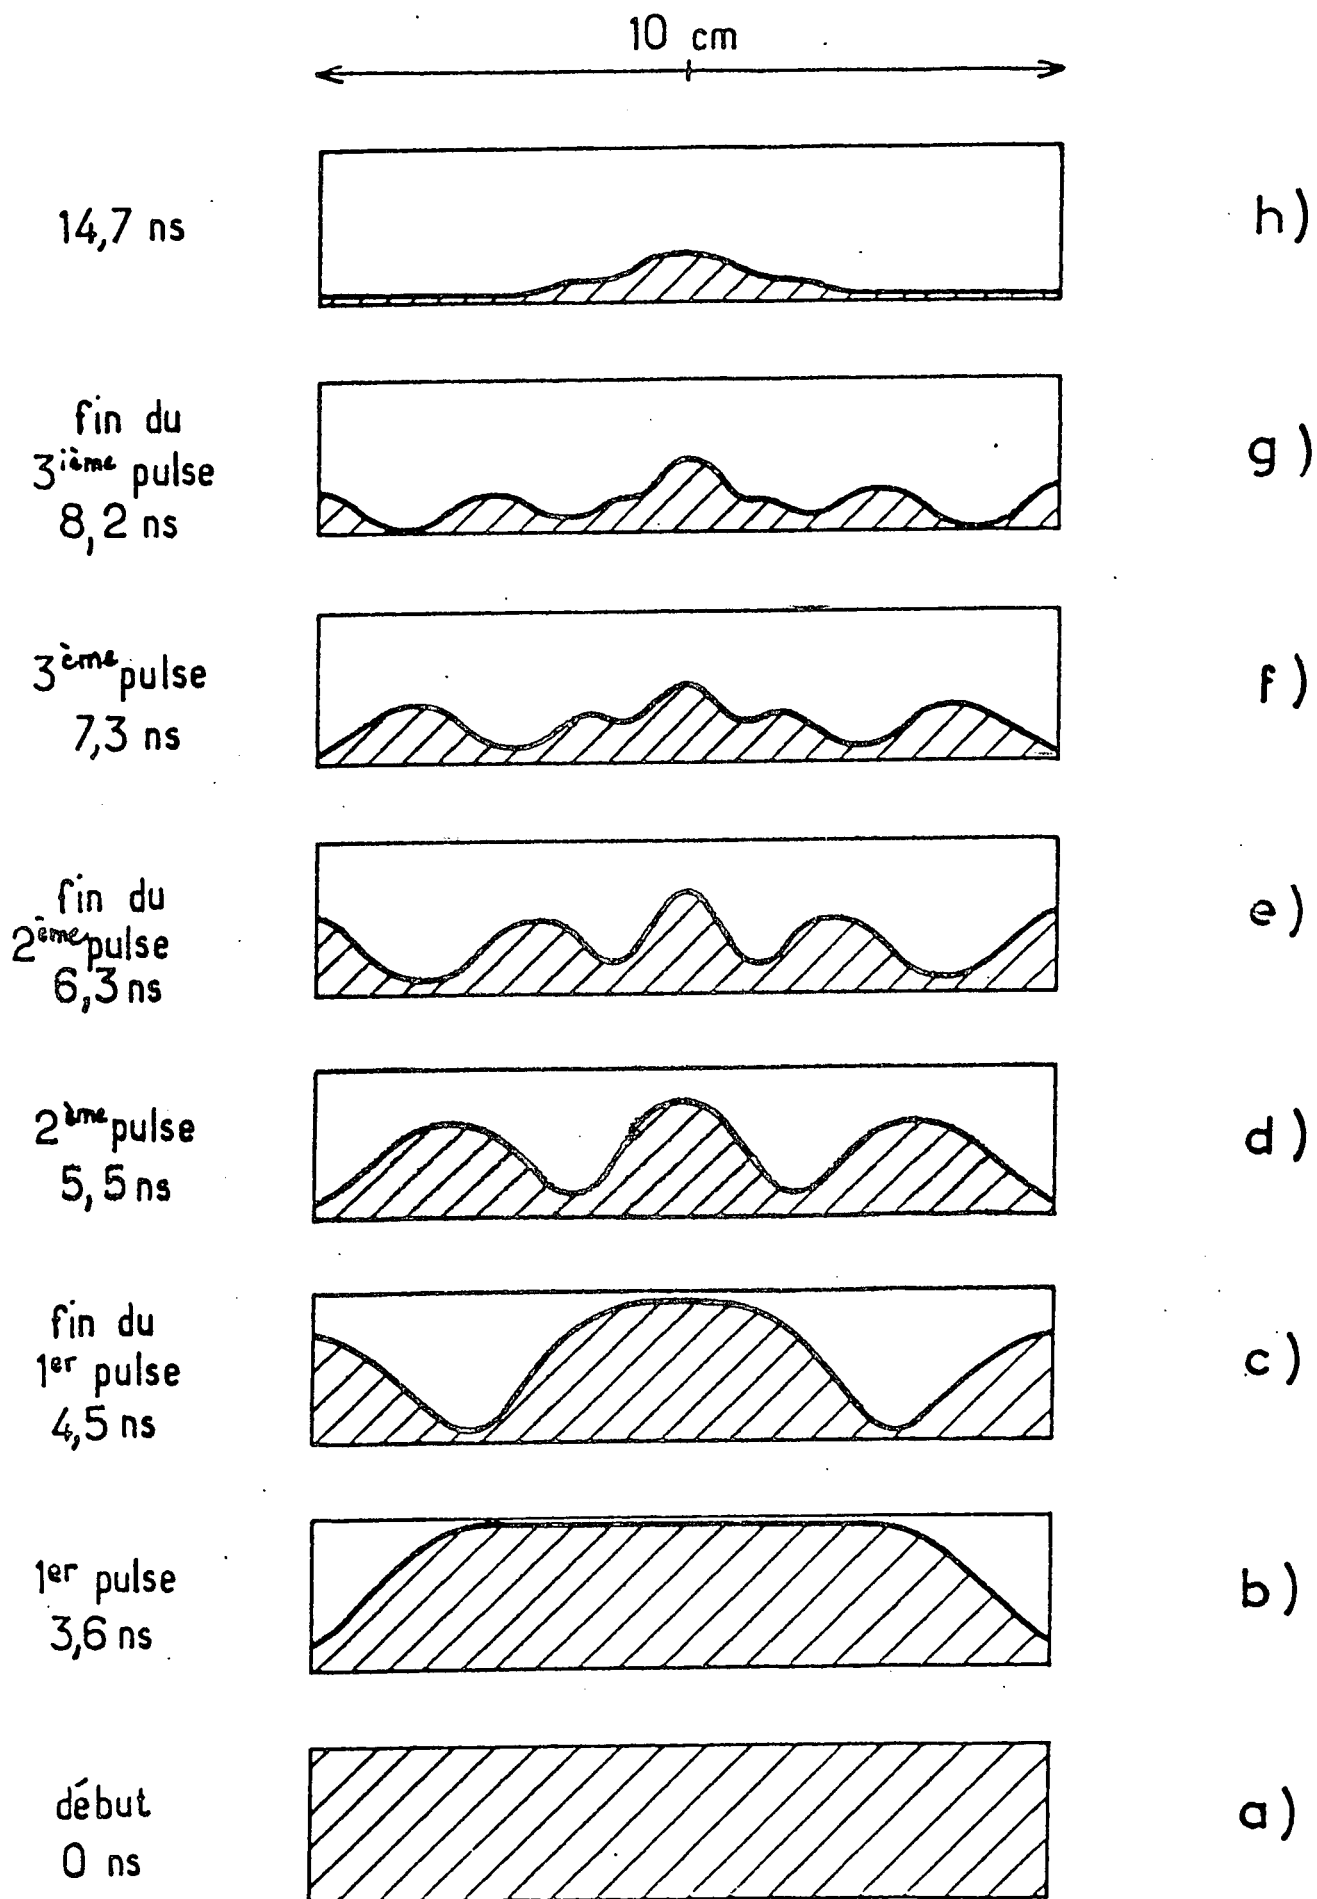 10 cm
14,7 ns
h)
fin du
3ième pulse
8,2 ns
g)
3ème pulse
7,3 ns
f)
fin du
2ème pulse
6,3 ns
e)
2ème pulse
5,5 ns
d)
fin du
1er pulse
4,5 ns
c)
1er pulse
3,6 ns
b)
début
0 ns
a)